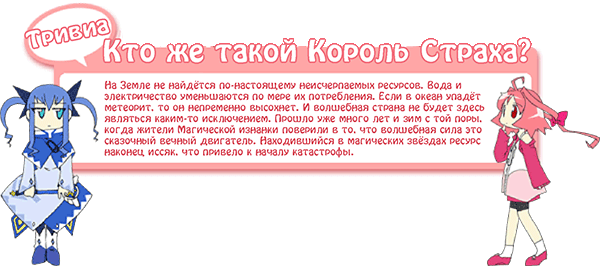 Тривиа
Кто же такой Король Страха?
На Земле не найдётся по-настоящему неисчерпаемых ресурсов. Вода и
электричество уменьшаются по мере их потребления. Если в океан упадёт
метеорит, то он непременно высохнет. И волшебная страна не будет здесь
являться каким-то исключением. Прошло уже много лет и зим с той поры,
когда жители Магической изнанки поверили в то, что волшебная сила это
сказочный вечный двигатель. Находившийся в магических звёздах ресурс
наконец иссяк, что привело к началу катастрофы.